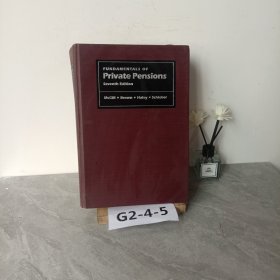 FUNDAMENTALS OF
Private Pensions
Seventh Edition
McGill • Brown • Haley • Schieber
G2-4-5